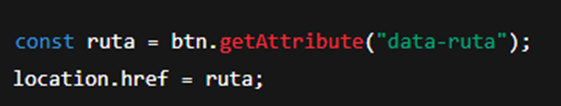 const ruta = btn.getAttribute("data-ruta");
location.href = ruta;